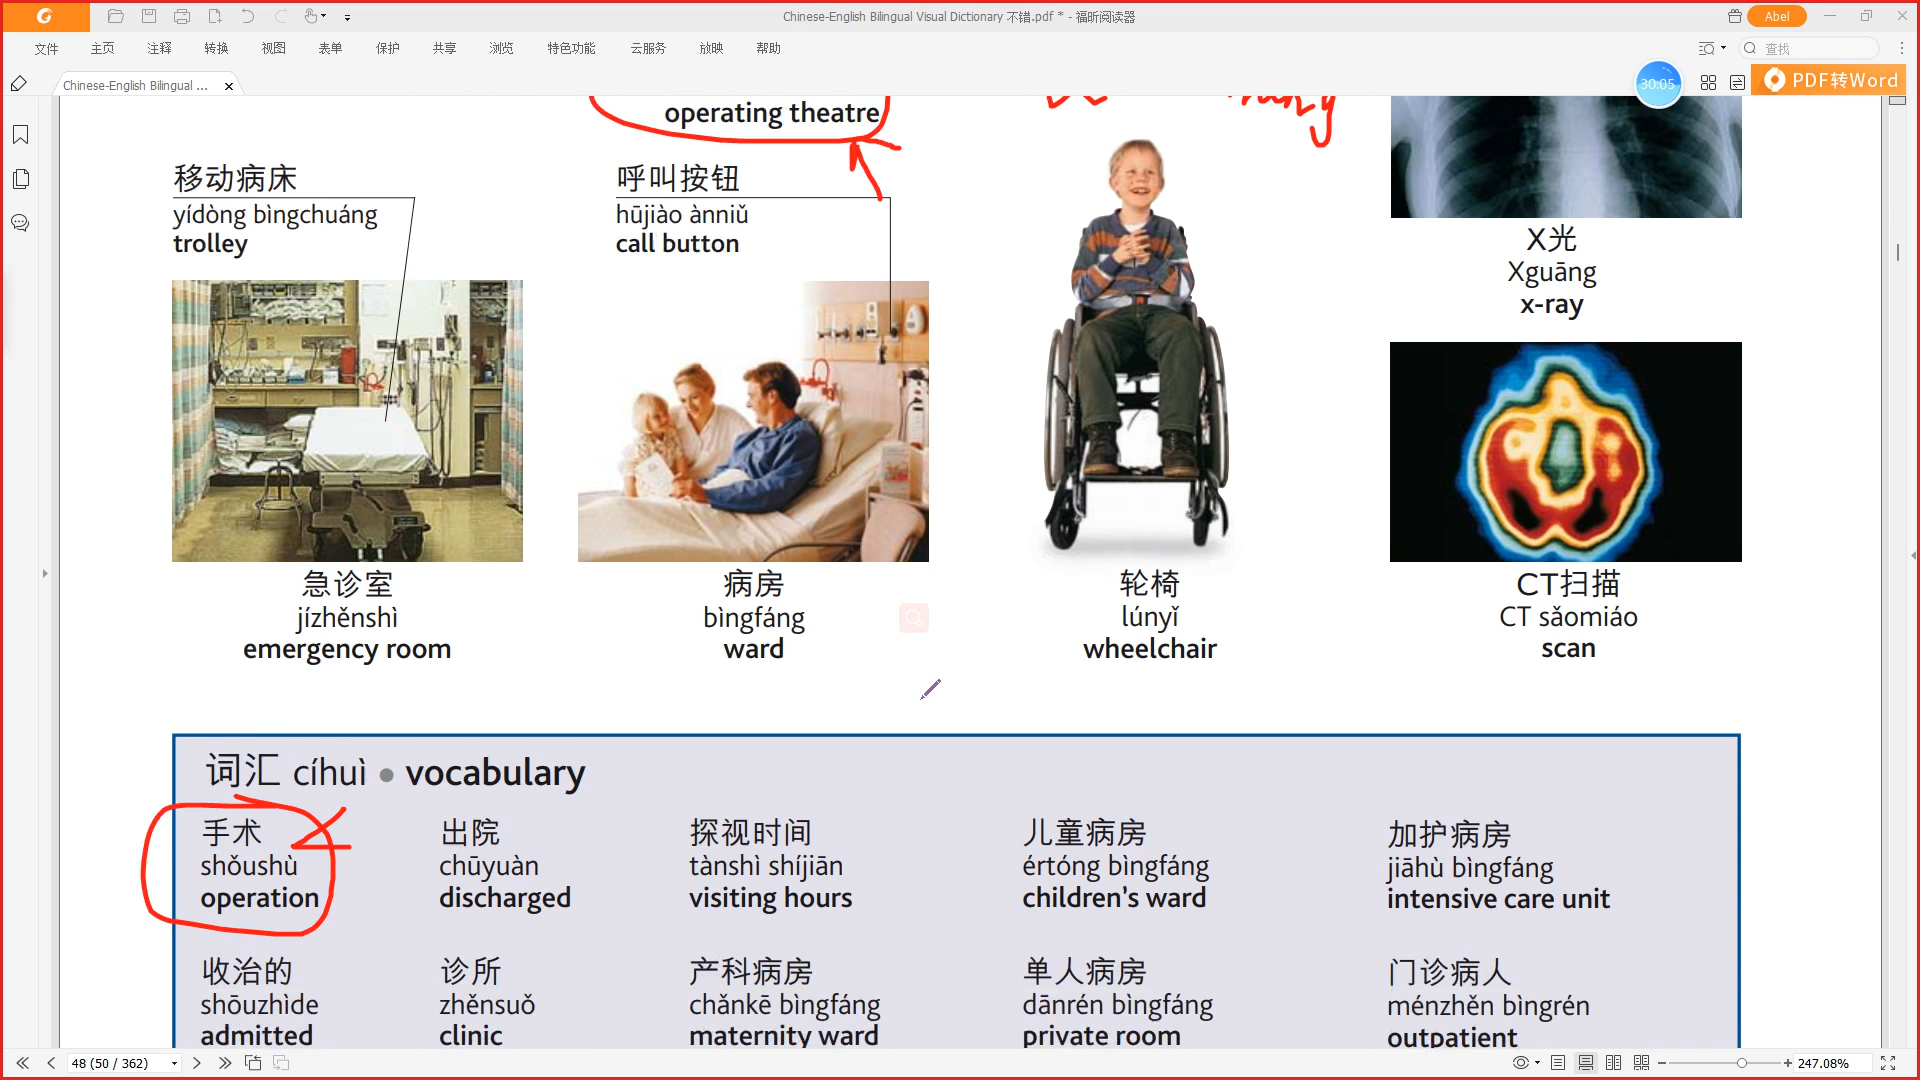 Chinese-English Bilingual Visual Dictionary 不错.pdf * - 福昕阅读器
Abel
文件 主页 注释 转换 视图 表单 保护 共享 浏览 特色功能 云服务 放映 帮助
查找
Chinese-English Bilingual ...
30:05
PDF转Word
operating theatre
移动病床
yídòng bìngchuáng
trolley
呼叫按钮
hūjiào ànniǔ
call button
X光
Xguāng
x-ray
急诊室
jízhěnshì
emergency room
病房
bìngfáng
ward
轮椅
lúnyǐ
wheelchair
CT扫描
CT sǎomiáo
scan
词汇 cíhuì • vocabulary
手术
shǒushù
operation
出院
chūyuàn
discharged
探视时间
tànshì shíjiān
visiting hours
儿童病房
értóng bìngfáng
children's ward
加护病房
jiāhù bìngfáng
intensive care unit
收治的
shōuzhìde
admitted
诊所
zhěnsuǒ
clinic
产科病房
chǎnkē bìngfáng
maternity ward
单人病房
dānrén bìngfáng
private room
门诊病人
ménzhěn bìngrén
outpatient
48 (50 / 362)
247.08%